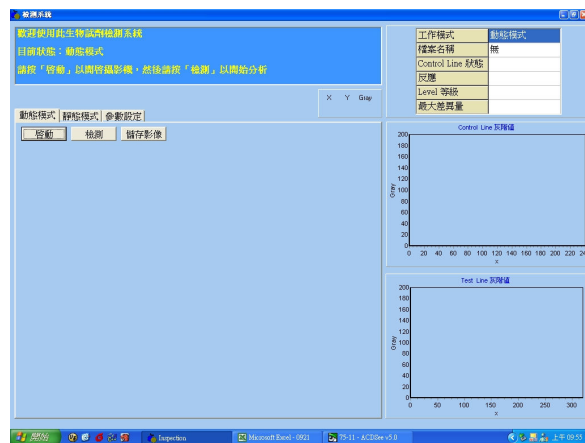 檢測系統
歡迎使用此生物試劑檢測系統
目前狀態：動態模式
請按「啓動」以開啓攝影機，然後請按「檢測」以開始分析
X Y Gray
工作模式 動態模式
檔案名稱 無
Control Line 狀態
反應
Level 等級
最大差異量
動態模式 靜態模式 參數設定
啓動 檢測 儲存影像
Control Line 灰階值
Gray
200
180
160
140
120
100
80
60
40
20
0
0 20 40 60 80 100 120 140 160 180 200 220 24
x
Test Line 灰階值
Gray
200
180
160
140
120
100
80
60
40
20
0
0 50 100 150 200 250 300
x
開始 Inspection Microsoft Excel - 0921 75-11 - ACDSee v5.0 上午 09:55